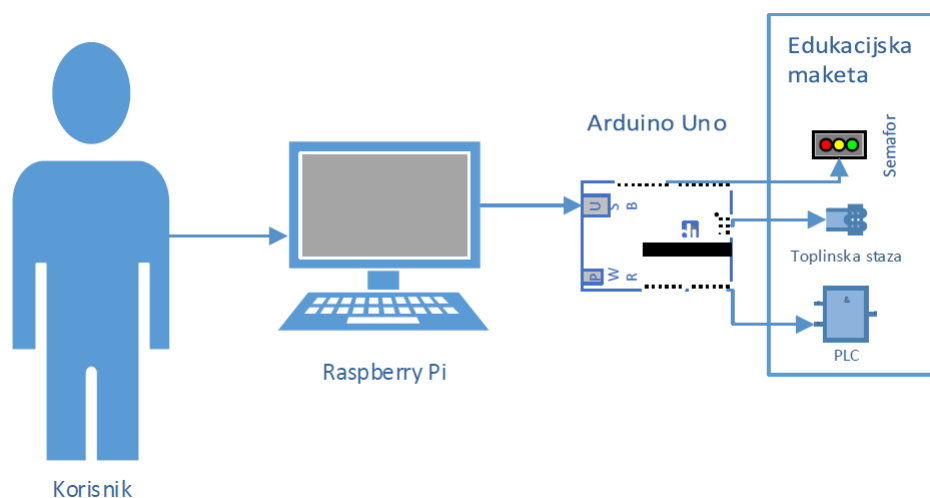 Edukacijska
maketa
Arduino Uno
Semafor
U
S
B
Toplinska staza
P
W
R
&
PLC
Raspberry Pi
Korisnik